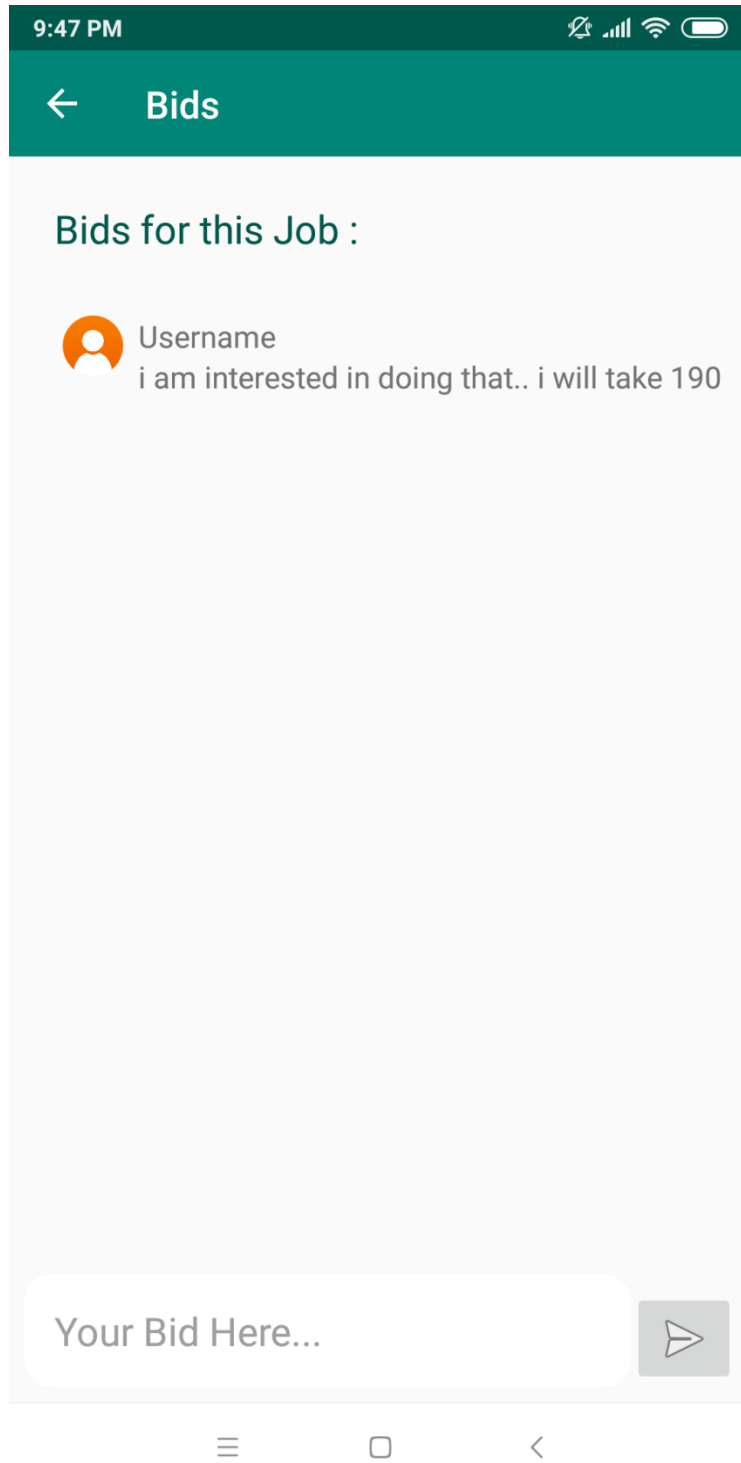 9:47 PM
Bids
Bids for this Job :
Username
i am interested in doing that.. i will take 190
Your Bid Here...